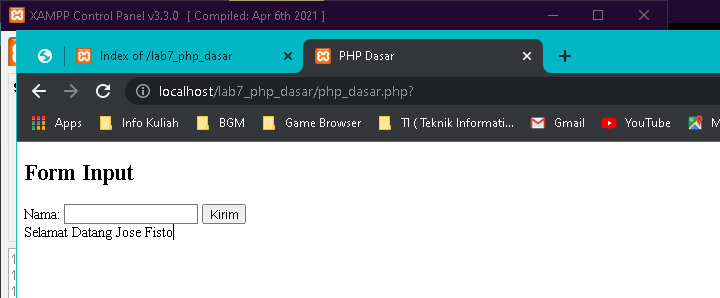 XAMPP Control Panel v3.3.0 [ Compiled: Apr 6th 2021 ]
Index of /lab7_php_dasar
PHP Dasar
localhost/lab7_php_dasar/php_dasar.php?
Apps Info Kuliah BGM Game Browser TI ( Teknik Informati... Gmail YouTube M
Form Input
Nama: Kirim
Selamat Datang Jose Fisto